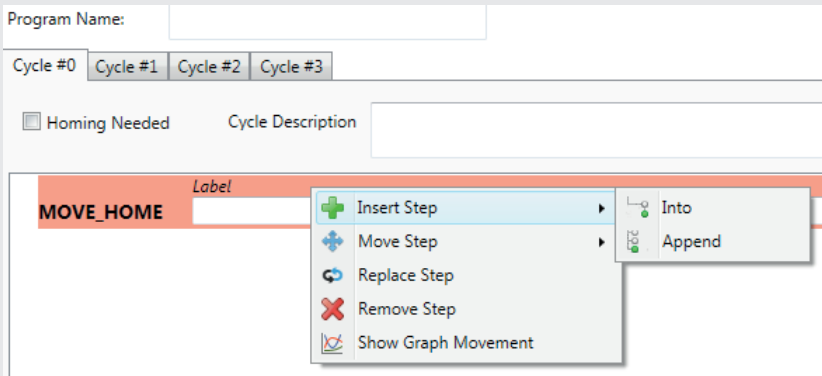 Program Name:
Cycle #0 Cycle #1 Cycle #2 Cycle #3
Homing Needed Cycle Description
Label
MOVE_HOME
Insert Step Into
Move Step Append
Replace Step
Remove Step
Show Graph Movement